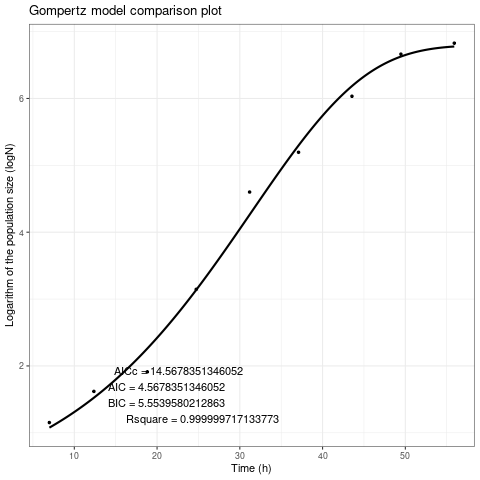 Gompertz model comparison plot
Logarithm of the population size (logN)
6
4
2
AICc = 14.5678351346052
AIC = 4.5678351346052
BIC = 5.5539580212863
Rsquare = 0.999999717133773
10 20 30 40 50
Time (h)